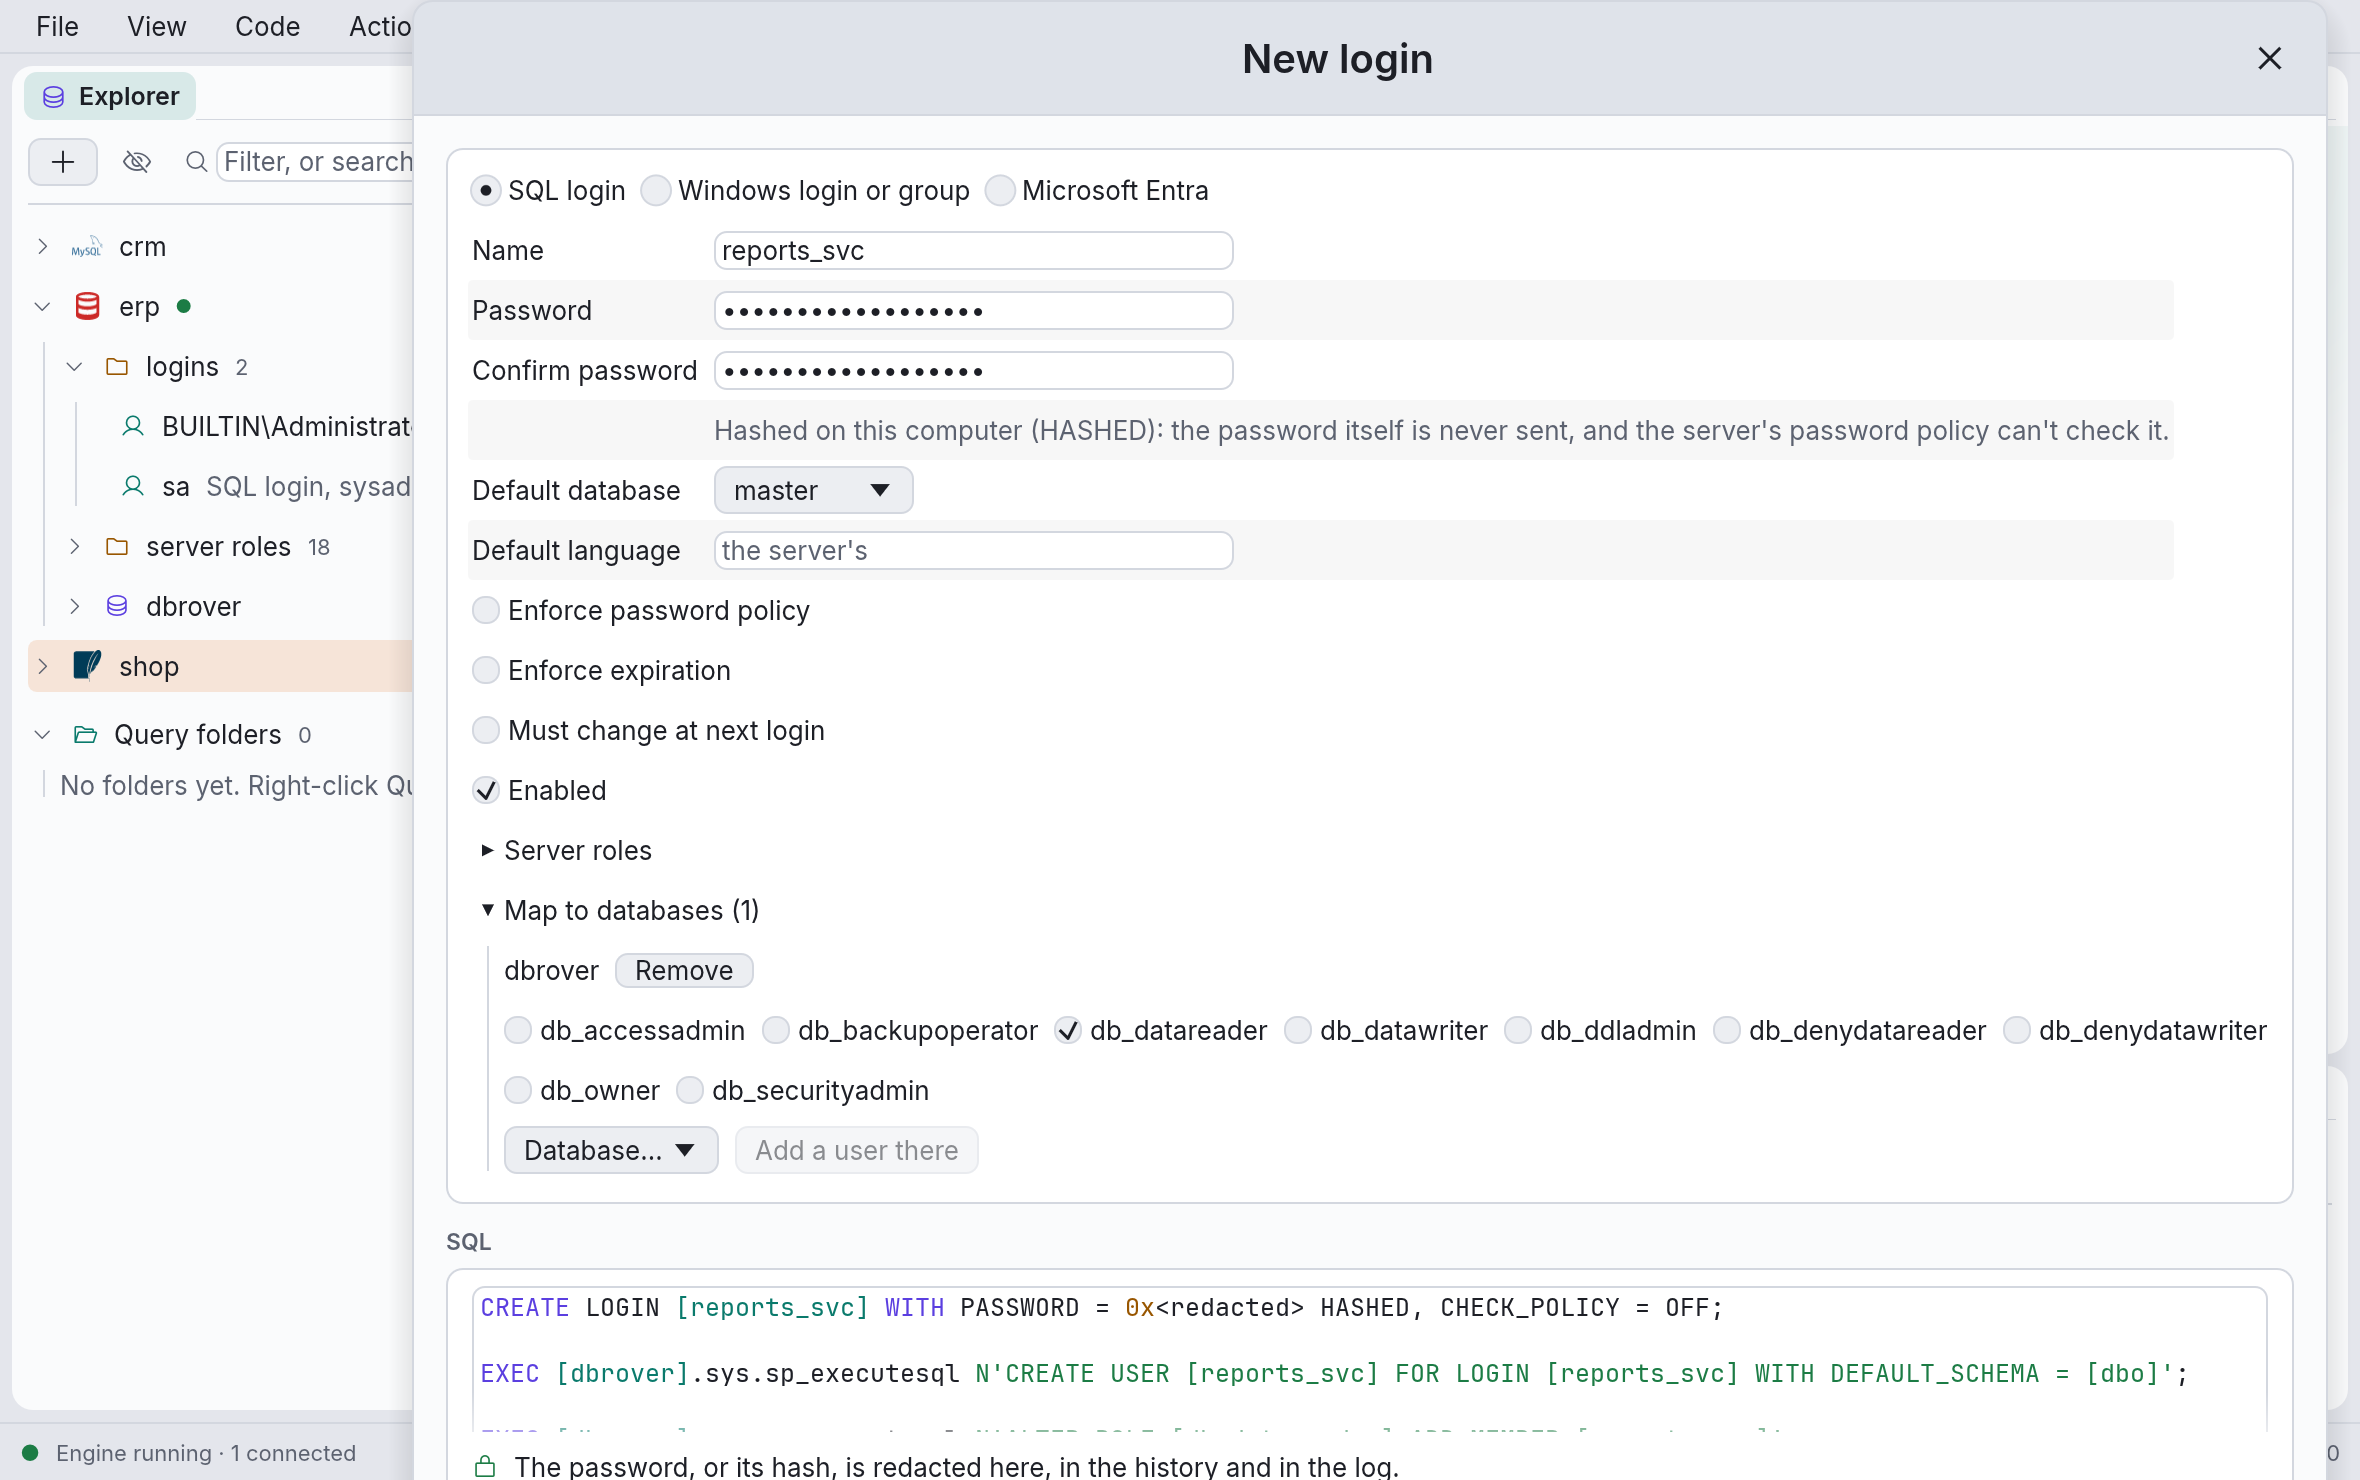 File View Code Actio
New login
Explorer
Filter, or search
SQL login Windows login or group Microsoft Entra
MySQL crm
Name reports_svc
erp
Password ••••••••••••••••••
logins 2
Confirm password ••••••••••••••••••
BUILTIN\Administrat
Hashed on this computer (HASHED): the password itself is never sent, and the server's password policy can't check it.
sa SQL login, sysad
Default database master
server roles 18
Default language the server's
dbrover
Enforce password policy
shop
Enforce expiration
Query folders 0
Must change at next login
No folders yet. Right-click Qu
Enabled
Server roles
Map to databases (1)
dbrover Remove
db_accessadmin db_backupoperator db_datareader db_datawriter db_ddladmin db_denydatareader db_denydatawriter
db_owner db_securityadmin
Database... Add a user there
SQL
CREATE LOGIN [reports_svc] WITH PASSWORD = 0x<redacted> HASHED, CHECK_POLICY = OFF;
EXEC [dbrover].sys.sp_executesql N'CREATE USER [reports_svc] FOR LOGIN [reports_svc] WITH DEFAULT_SCHEMA = [dbo]';
Engine running · 1 connected
The password, or its hash, is redacted here, in the history and in the log.